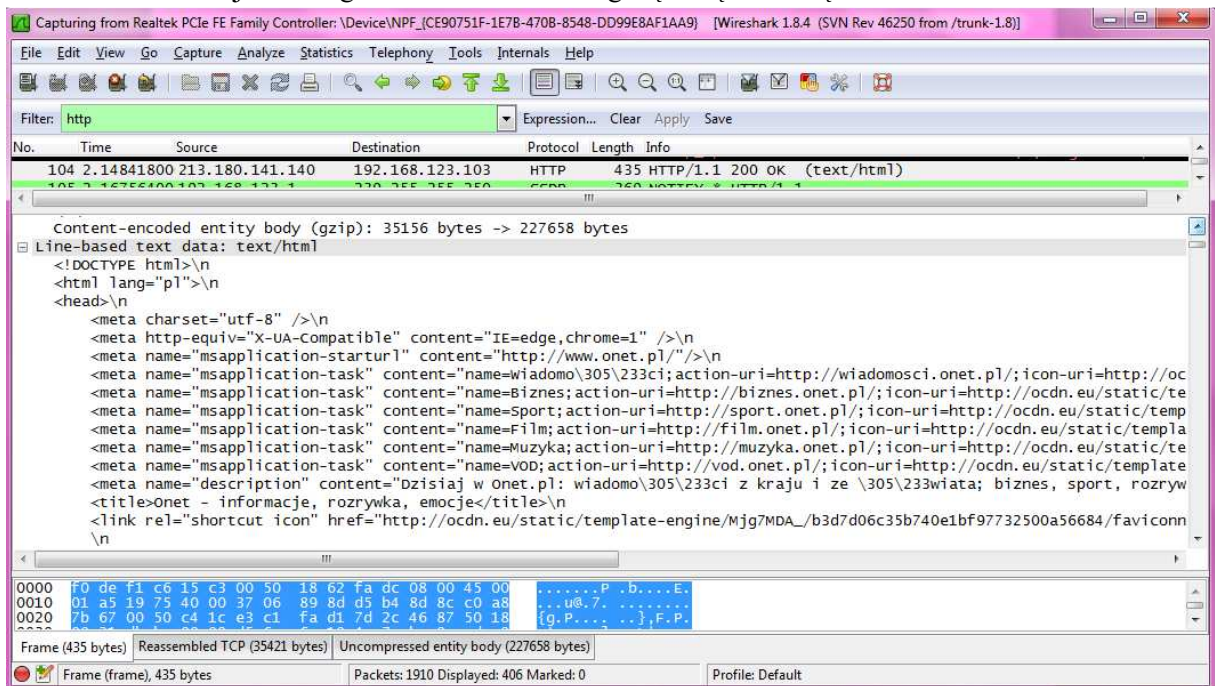 Capturing from Realtek PCIe FE Family Controller: \Device\NPF_{CE90751F-1E7B-470B-8548-DD99E8AF1AA9} [Wireshark 1.8.4 (SVN Rev 46250 from /trunk-1.8)]
File Edit View Go Capture Analyze Statistics Telephony Tools Internals Help
Filter: http Expression... Clear Apply Save
No. Time Source Destination Protocol Length Info
104 2.14841800 213.180.141.140 192.168.123.103 HTTP 435 HTTP/1.1 200 OK (text/html)
Content-encoded entity body (gzip): 35156 bytes -> 227658 bytes
Line-based text data: text/html
<!DOCTYPE html>\n
<html lang="pl">\n
<head>\n
<meta charset="utf-8" />\n
<meta http-equiv="X-UA-Compatible" content="IE=edge,chrome=1" />\n
<meta name="msapplication-starturl" content="http://www.onet.pl/"/>\n
<meta name="msapplication-task" content="name=Wiadomo\305\233ci;action-uri=http://wiadomosci.onet.pl/;icon-uri=http://oc
<meta name="msapplication-task" content="name=Biznes;action-uri=http://biznes.onet.pl/;icon-uri=http://ocdn.eu/static/te
<meta name="msapplication-task" content="name=Sport;action-uri=http://sport.onet.pl/;icon-uri=http://ocdn.eu/static/temp
<meta name="msapplication-task" content="name=Film;action-uri=http://film.onet.pl/;icon-uri=http://ocdn.eu/static/templa
<meta name="msapplication-task" content="name=Muzyka;action-uri=http://muzyka.onet.pl/;icon-uri=http://ocdn.eu/static/te
<meta name="msapplication-task" content="name=VOD;action-uri=http://vod.onet.pl/;icon-uri=http://ocdn.eu/static/template
<meta name="description" content="Dzisiaj w Onet.pl: wiadomo\305\233ci z kraju i ze \305\233wiata; biznes, sport, rozryw
<title>Onet - informacje, rozrywka, emocje</title>\n
<link rel="shortcut icon" href="http://ocdn.eu/static/template-engine/Mjg7MDA_/b3d7d06c35b740e1bf97732500a56684/faviconn
\n
0000 f0 de f1 c6 15 c3 00 50 18 62 fa dc 08 00 45 00 .......P .b....E.
0010 01 a5 19 75 40 00 37 06 89 8d d5 b4 8d 8c c0 a8 ...u@.7. ........
0020 7b 67 00 50 c4 1c e3 c1 fa d1 7d 2c 46 87 50 18 {g.P.... ..},F.P.
Frame (435 bytes) Reassembled TCP (35421 bytes) Uncompressed entity body (227658 bytes)
Frame (frame), 435 bytes Packets: 1910 Displayed: 406 Marked: 0 Profile: Default